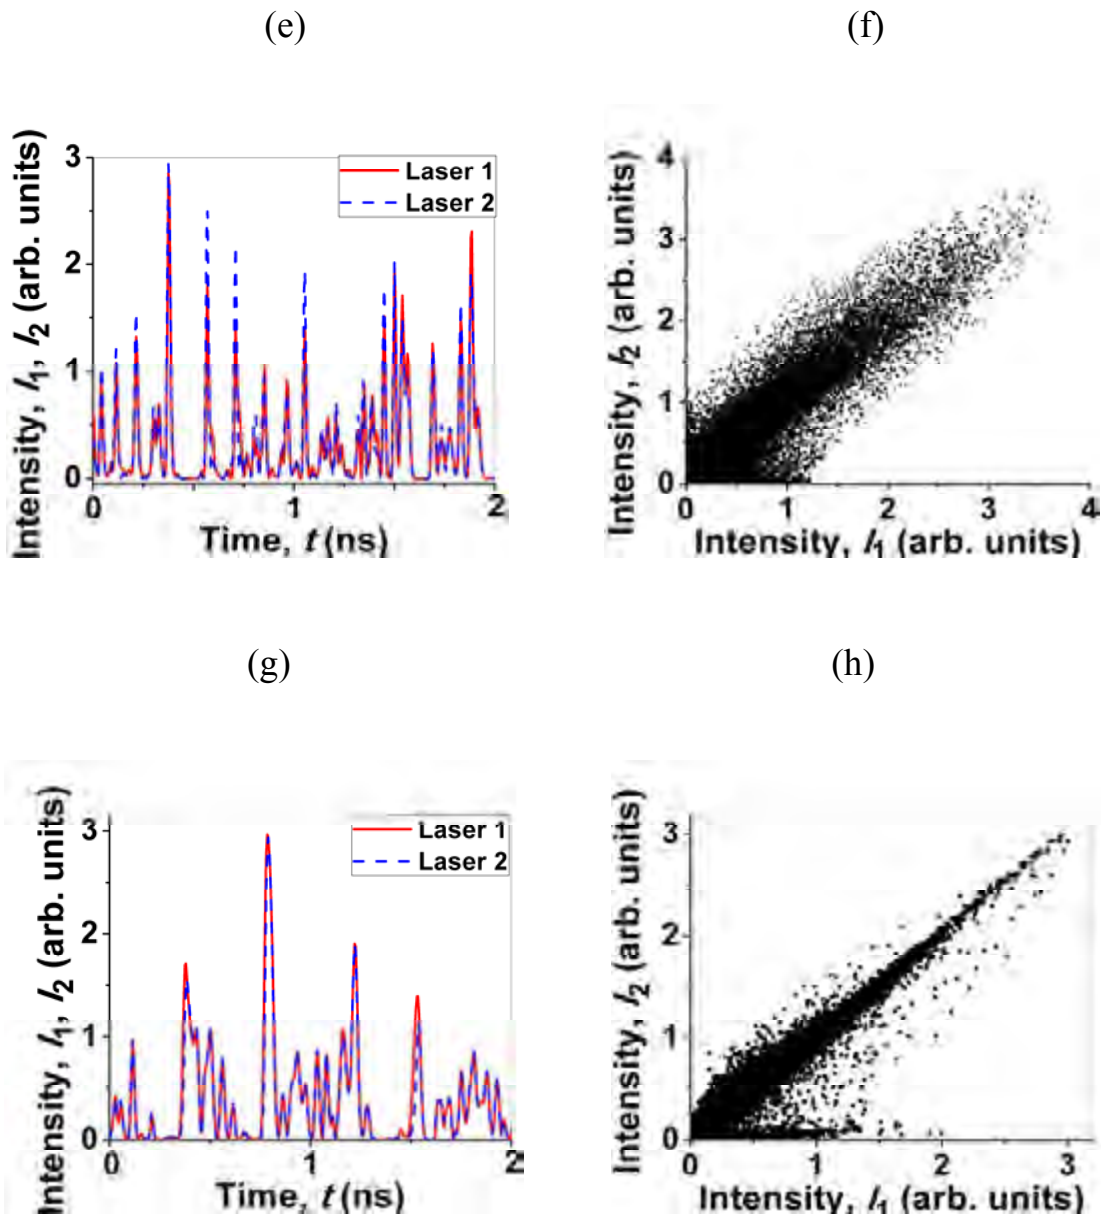 (e)
(f)
Intensity, I1, I2 (arb. units)
3
2
1
0
Laser 1
Laser 2
0
1
2
Time, t (ns)
Intensity, I2 (arb. units)
4
3
2
1
0
0
1
2
3
4
Intensity, I1 (arb. units)
(g)
(h)
Intensity, I1, I2 (arb. units)
3
2
1
0
Laser 1
Laser 2
0
1
2
Time, t (ns)
Intensity, I2 (arb. units)
3
2
1
0
0
1
2
3
Intensity, I1 (arb. units)